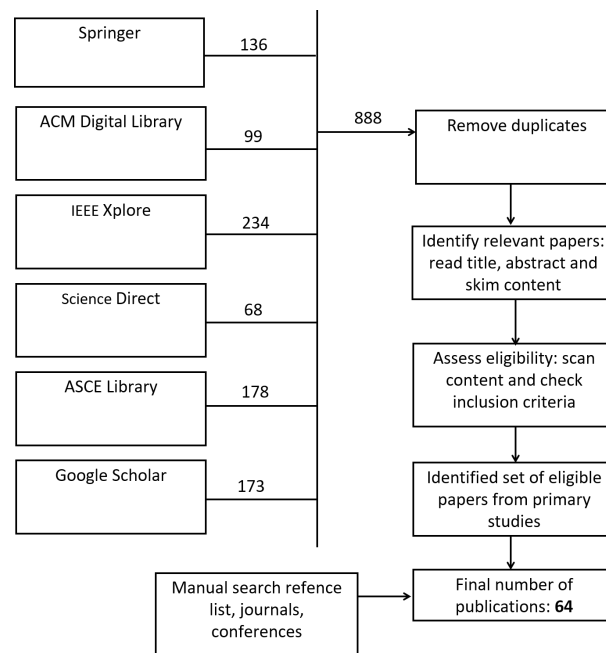 Springer
136
ACM Digital Library
99
IEEE Xplore
234
Science Direct
68
ASCE Library
178
Google Scholar
173
888
Remove duplicates
Identify relevant papers:
read title, abstract and
skim content
Assess eligibility: scan
content and check
inclusion criteria
Identified set of eligible
papers from primary
studies
Manual search refence
list, journals,
conferences
Final number of
publications: 64